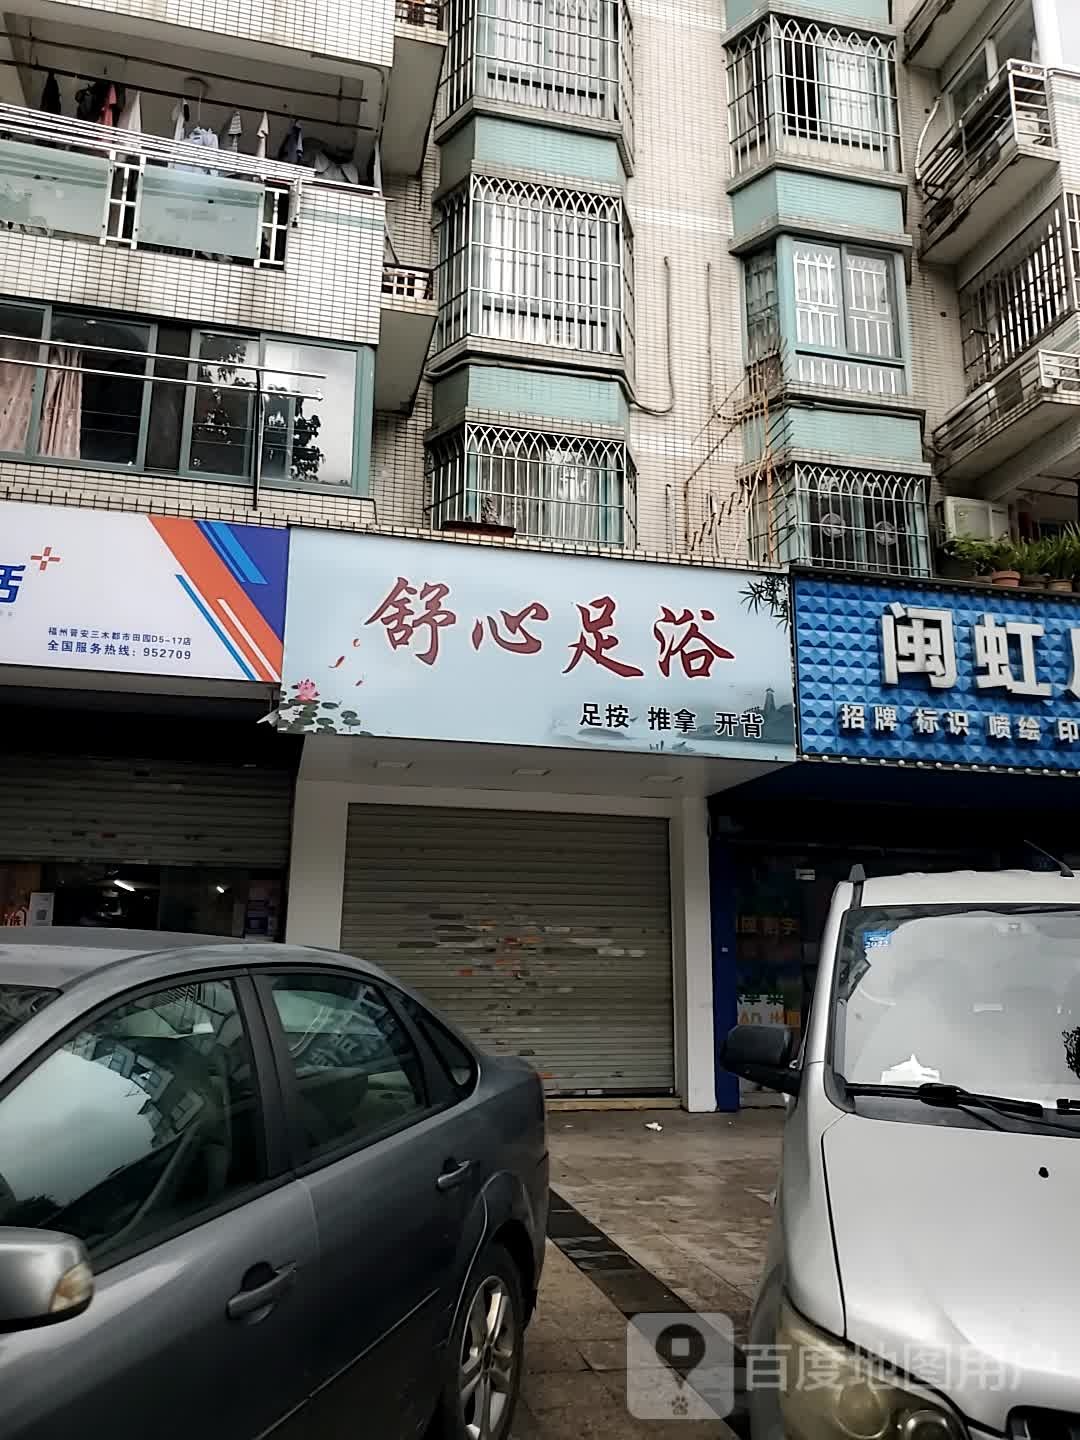 活
福州晋安三木都市田园D5-17店
全国服务热线：952709
舒心足浴
足按 推拿 开背
闽虹
招牌 标识 喷绘 印
2022
百度地图用户